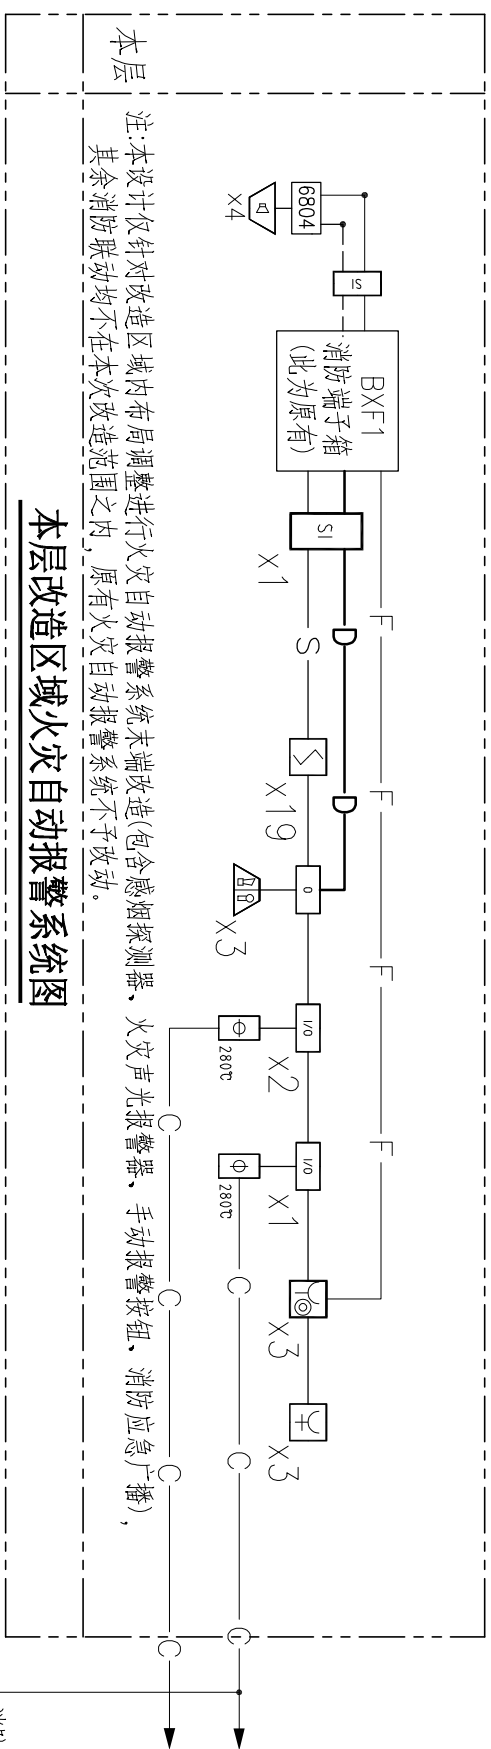 本层
6804
x4
SI
BXF1
消防端子箱
(此为原有)
SI
x1
F
F
F
F
D
D
S
x19
O
x3
I/O
x2
280℃
I/O
x1
280℃
x3
x3
C
C
C
C
C
C
C
注:本设计仅针对改造区域内布局调整进行火灾自动报警系统末端改造(包含感烟探测器、火灾声光报警器、手动报警按钮、消防应急广播),
其余消防联动均不在本次改造范围之内，原有火灾自动报警系统不予改动。
本层改造区域火灾自动报警系统图